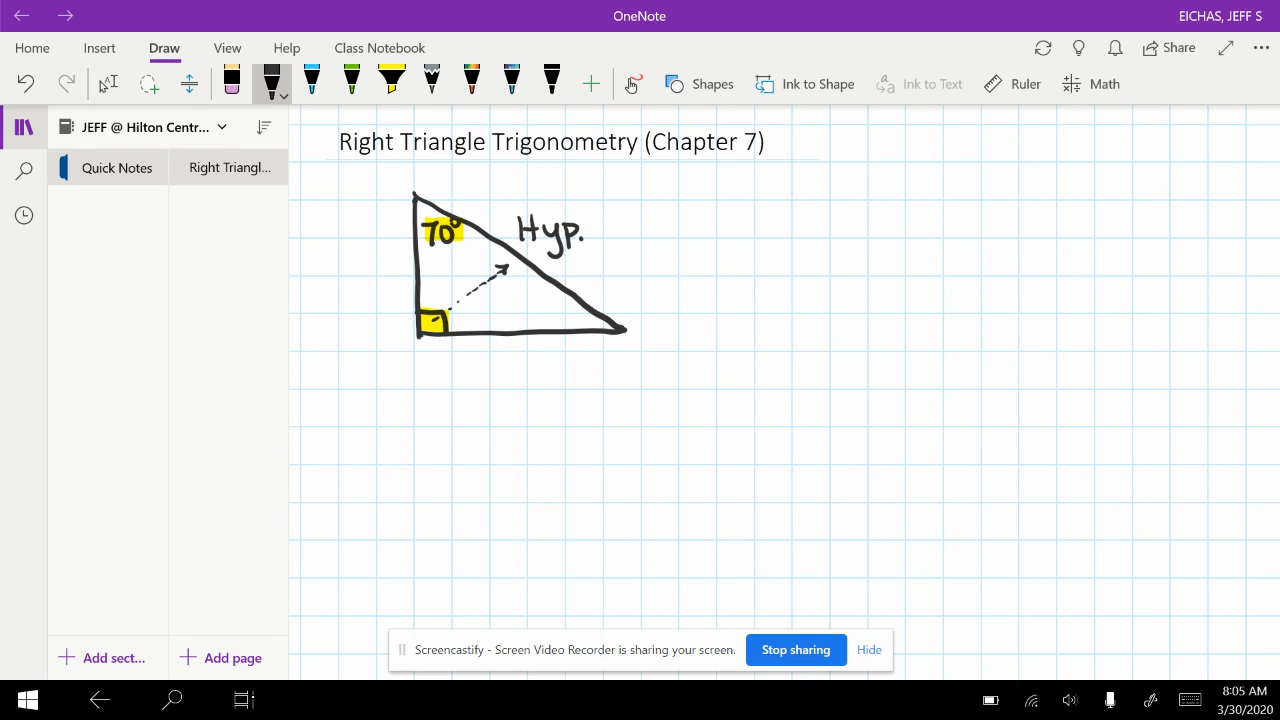 OneNote
EICHAS, JEFF S
Home Insert Draw View Help Class Notebook
Share
Shapes Ink to Shape Ink to Text Ruler Math
JEFF @ Hilton Centr...
Quick Notes
Right Triangl...
Right Triangle Trigonometry (Chapter 7)
70°
Hyp.
Add sect...
Add page
Screencastify - Screen Video Recorder is sharing your screen.
Stop sharing
Hide
8:05 AM
3/30/2020